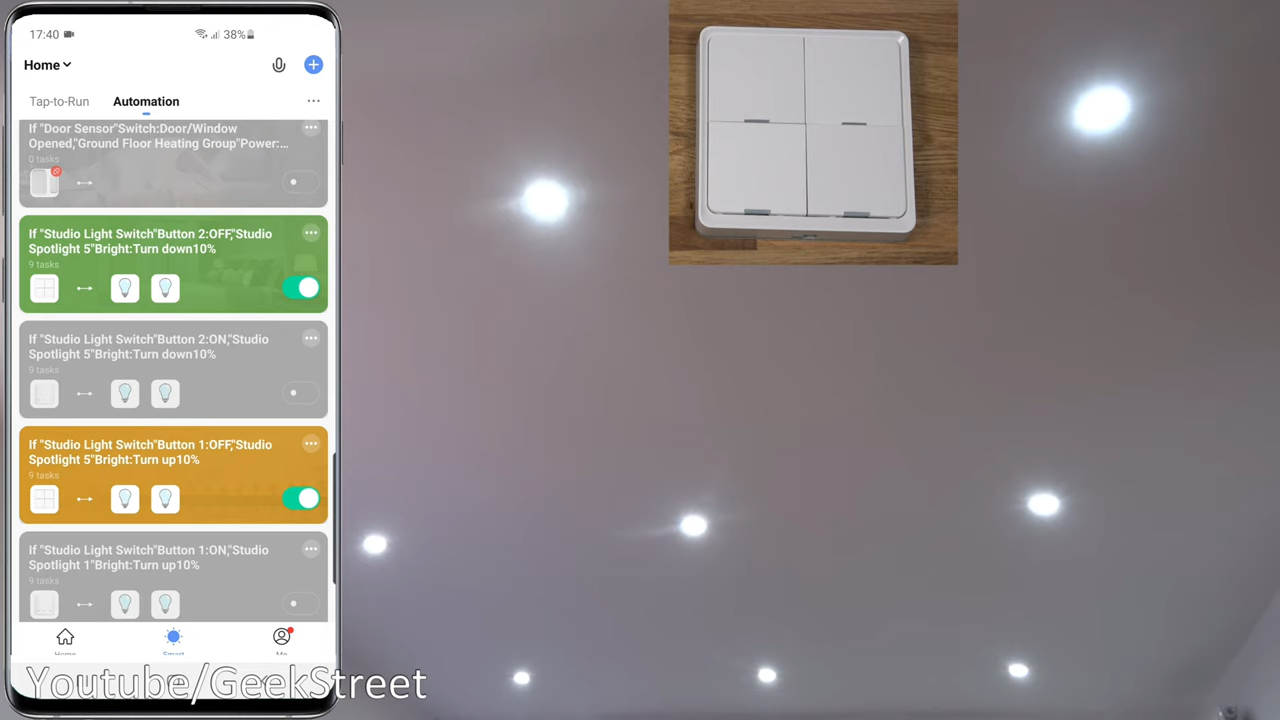 17:40
38%
Home
Tap-to-Run
Automation
If "Door Sensor"Switch:Door/Window
Opened,"Ground Floor Heating Group"Power:...
0 tasks
If "Studio Light Switch"Button 2:OFF,"Studio
Spotlight 5"Bright:Turn down10%
9 tasks
If "Studio Light Switch"Button 2:ON,"Studio
Spotlight 5"Bright:Turn down10%
9 tasks
If "Studio Light Switch"Button 1:OFF,"Studio
Spotlight 5"Bright:Turn up10%
9 tasks
If "Studio Light Switch"Button 1:ON,"Studio
Spotlight 1"Bright:Turn up10%
9 tasks
Home
Smart
Me
Youtube/GeekStreet